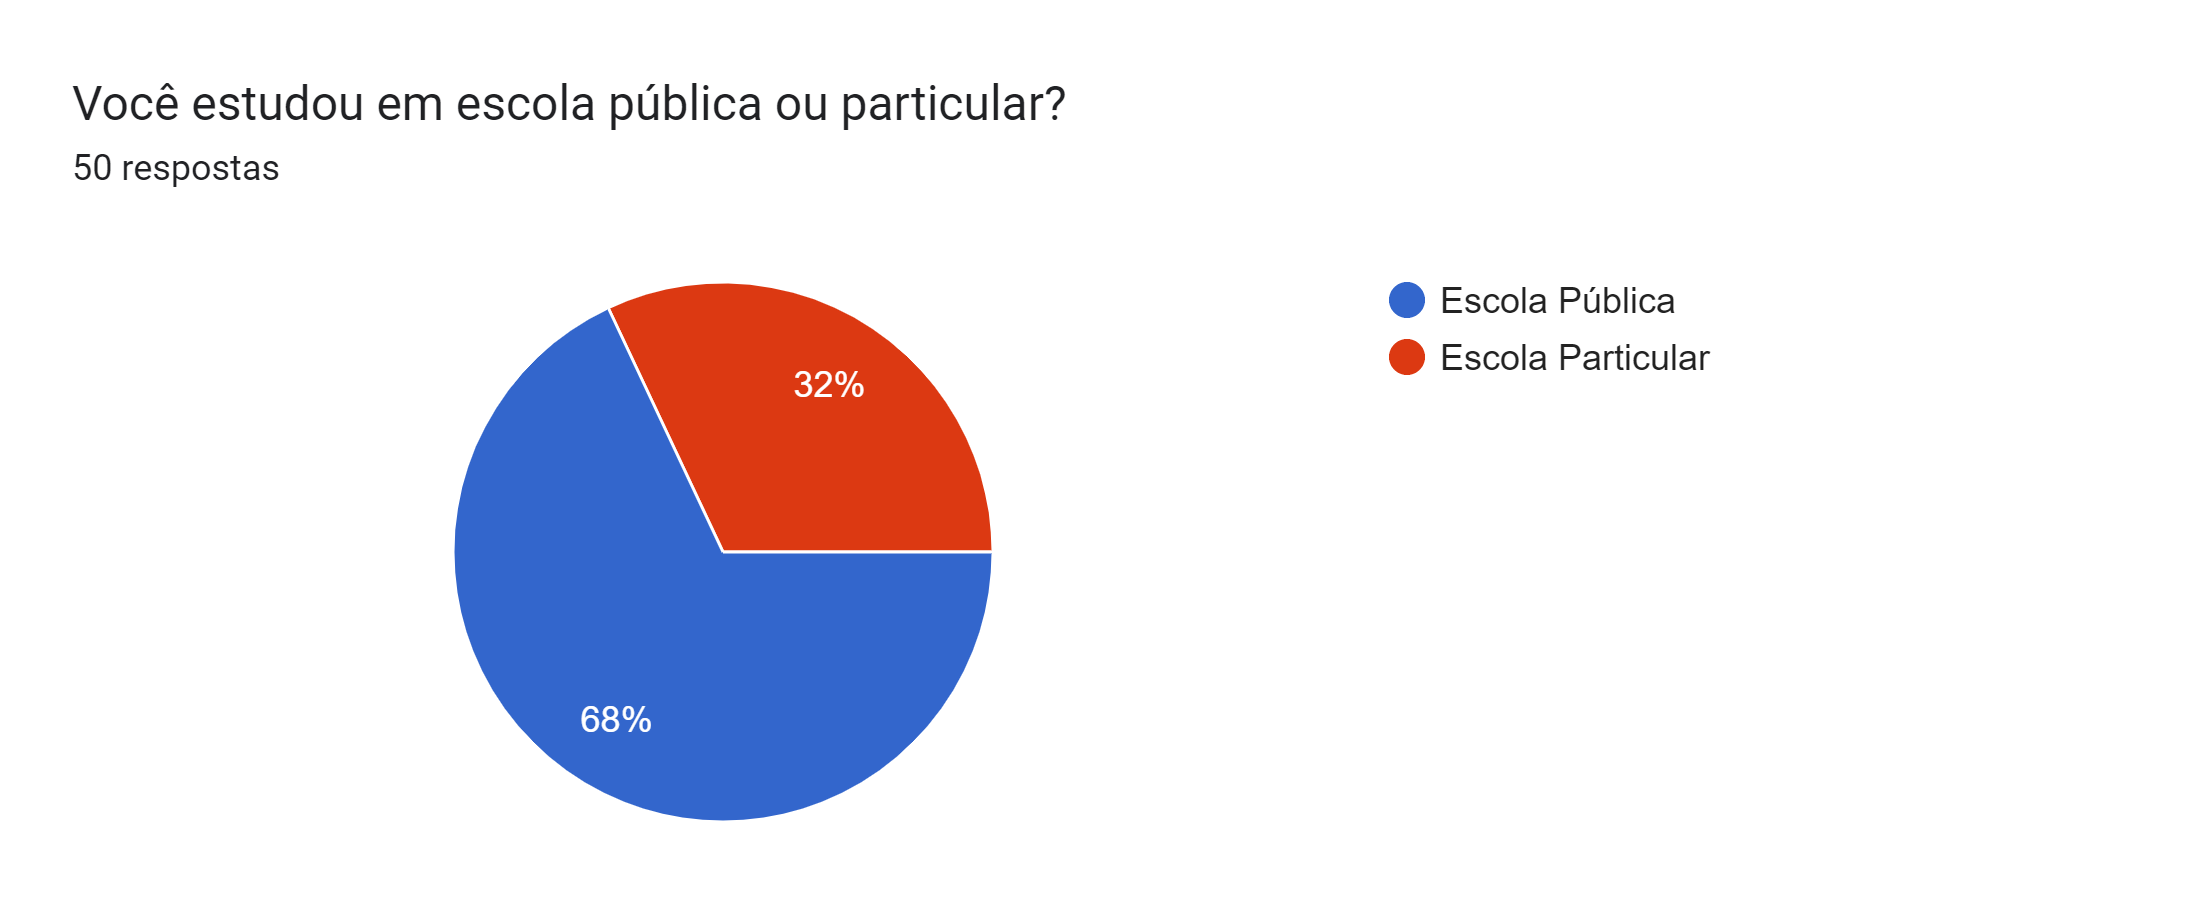 Você estudou em escola pública ou particular?
50 respostas
Escola Pública
Escola Particular
32%
68%